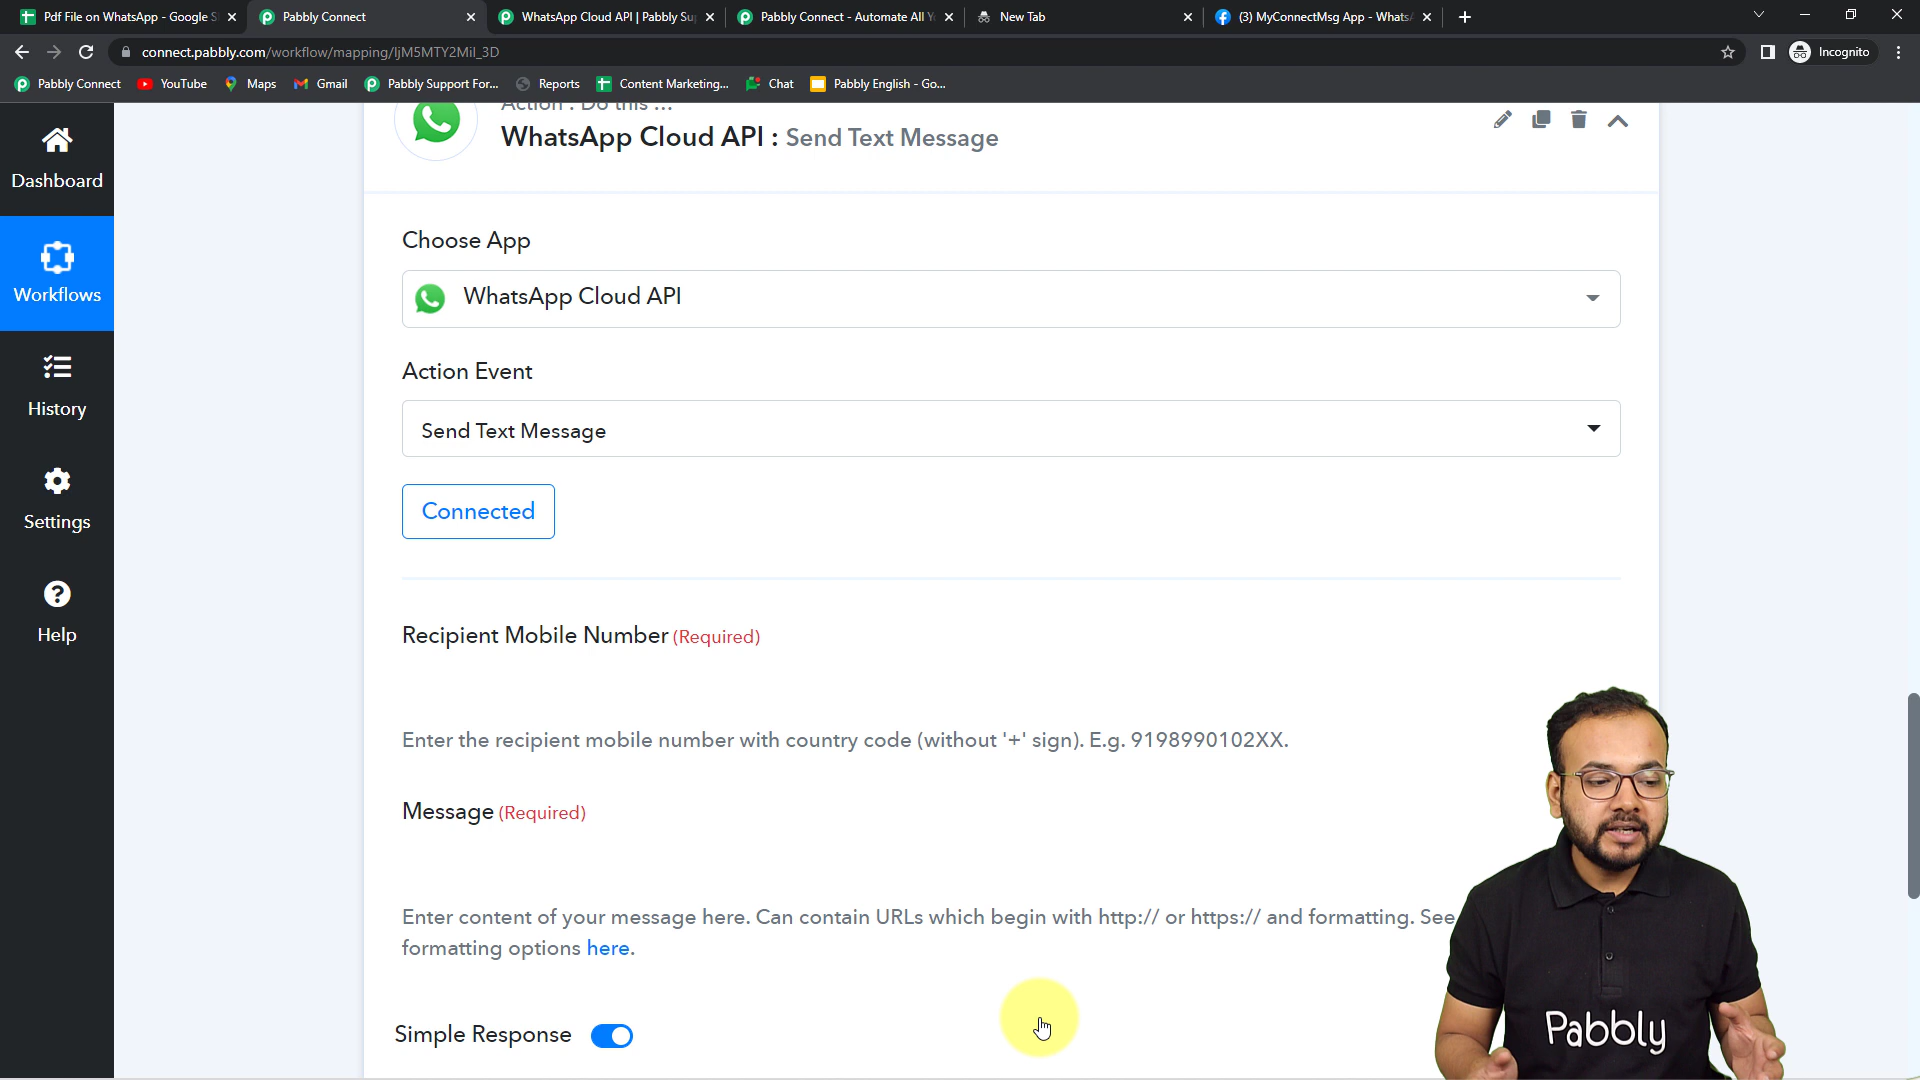 Pdf File on WhatsApp - Google S
Pabbly Connect
WhatsApp Cloud API | Pabbly Su
Pabbly Connect - Automate All Y
New Tab
(3) MyConnectMsg App - Whats
connect.pabbly.com/workflow/mapping/IjM5MTY2MiI_3D
Incognito
Pabbly Connect
YouTube
Maps
Gmail
Pabbly Support For...
Reports
Content Marketing...
Chat
Pabbly English - Go...
Action : Do this ...
WhatsApp Cloud API : Send Text Message
Dashboard
Workflows
History
Settings
Help
Choose App
WhatsApp Cloud API
Action Event
Send Text Message
Connected
Recipient Mobile Number (Required)
Enter the recipient mobile number with country code (without '+' sign). E.g. 9198990102XX.
Message (Required)
Enter content of your message here. Can contain URLs which begin with http:// or https:// and formatting. See
formatting options here.
Simple Response
Pabbly